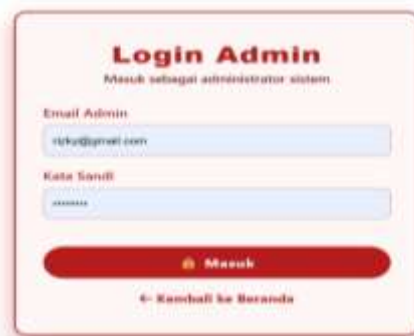 Login Admin
Masuk sebagai administrator sistem
Email Admin
rizky@gmail.com
Kata Sandi
••••••••
🔒 Masuk
← Kembali ke Beranda